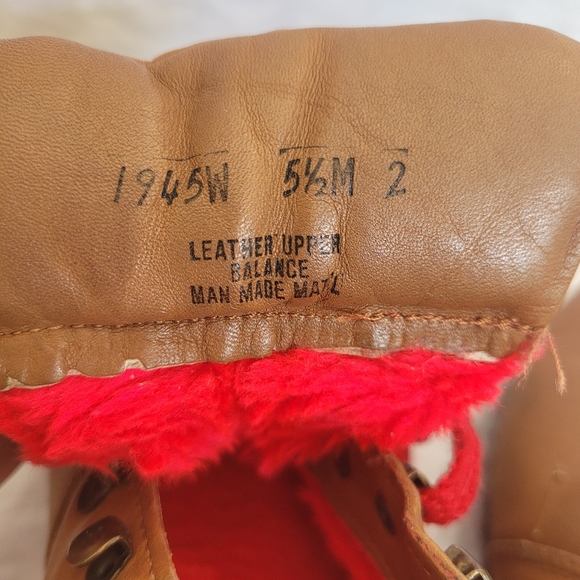 1945W 5½M 2
LEATHER UPPER
BALANCE
MAN MADE MAT'L